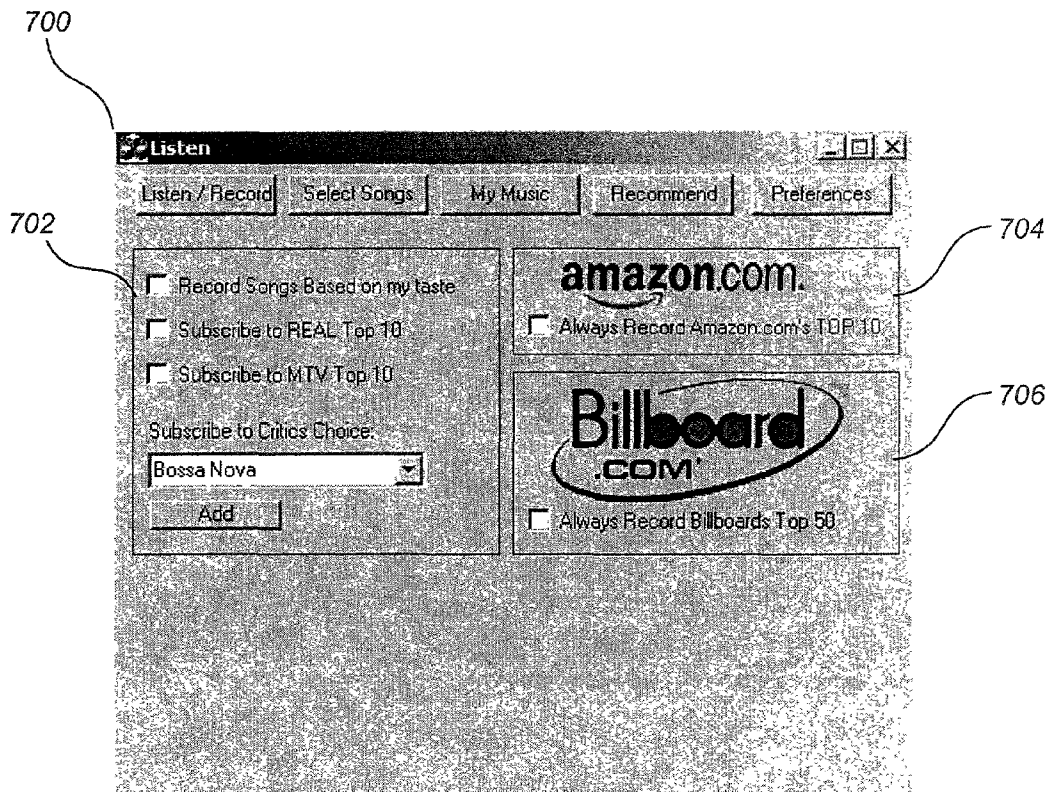 700
Listen
Listen / Record Select Songs My Music Recommend Preferences
702
Record Songs Based on my taste
Subscribe to REAL Top 10
Subscribe to MTV Top 10
Subscribe to Critics Choice.
Bossa Nova
Add
amazon.com.
Always Record Amazon.com's TOP 10
704
Billboard
.COM'
Always Record Billboards Top 50
706